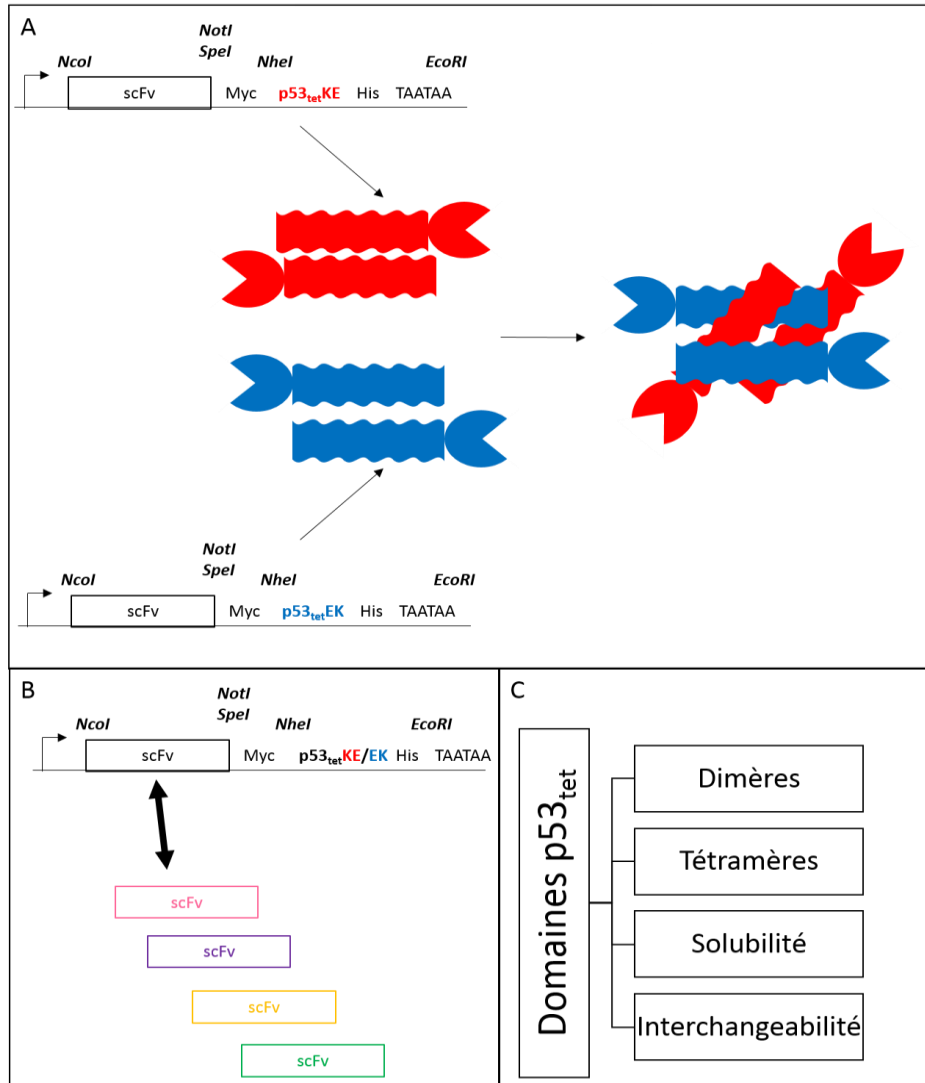 A
NotI
SpeI
NcoI
NheI
EcoRI
scFv
Myc
p53tetKE
His
TAATAA
NotI
SpeI
NcoI
NheI
EcoRI
scFv
Myc
p53tetEK
His
TAATAA
B
NotI
SpeI
NcoI
NheI
EcoRI
scFv
Myc
p53tetKE/EK
His
TAATAA
scFv
scFv
scFv
scFv
C
Domaines p53tet
Dimères
Tétramères
Solubilité
Interchangeabilité